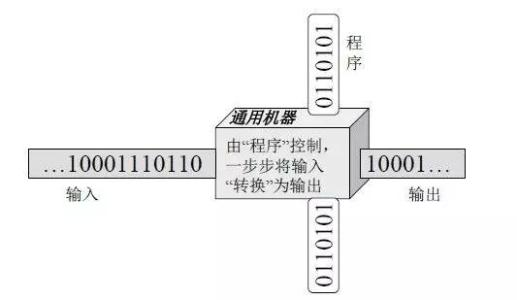 0110101
程
序
通用机器
由“程序”控制，
一步步将输入
“转换”为输出
…10001110110
10001…
输入
输出
0110101